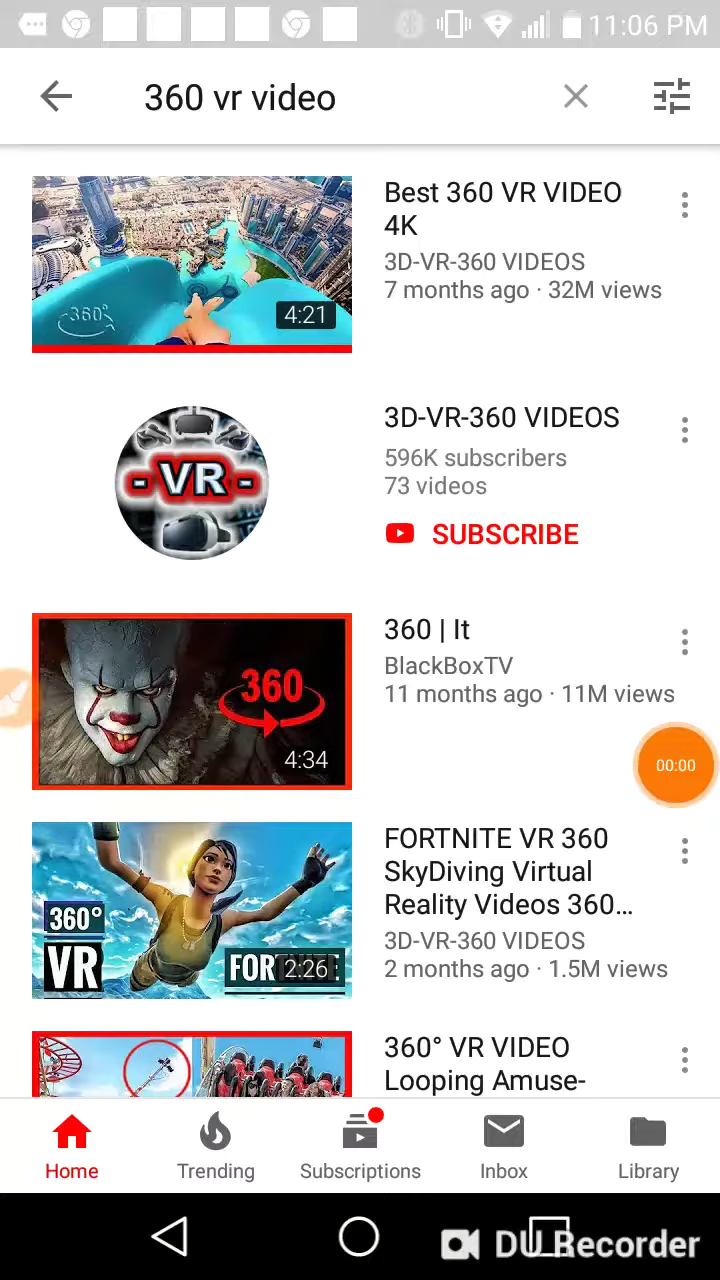 11:06 PM
360 vr video
Best 360 VR VIDEO
4K
3D-VR-360 VIDEOS
7 months ago · 32M views
-360°
4:21
- VR -
3D-VR-360 VIDEOS
596K subscribers
73 videos
SUBSCRIBE
360 | It
BlackBoxTV
11 months ago · 11M views
360
4:34
00:00
FORTNITE VR 360
SkyDiving Virtual
Reality Videos 360...
3D-VR-360 VIDEOS
2 months ago · 1.5M views
360°
VR
FOR
2:26
360° VR VIDEO
Looping Amuse-
Home
Trending
Subscriptions
Inbox
Library
DU Recorder